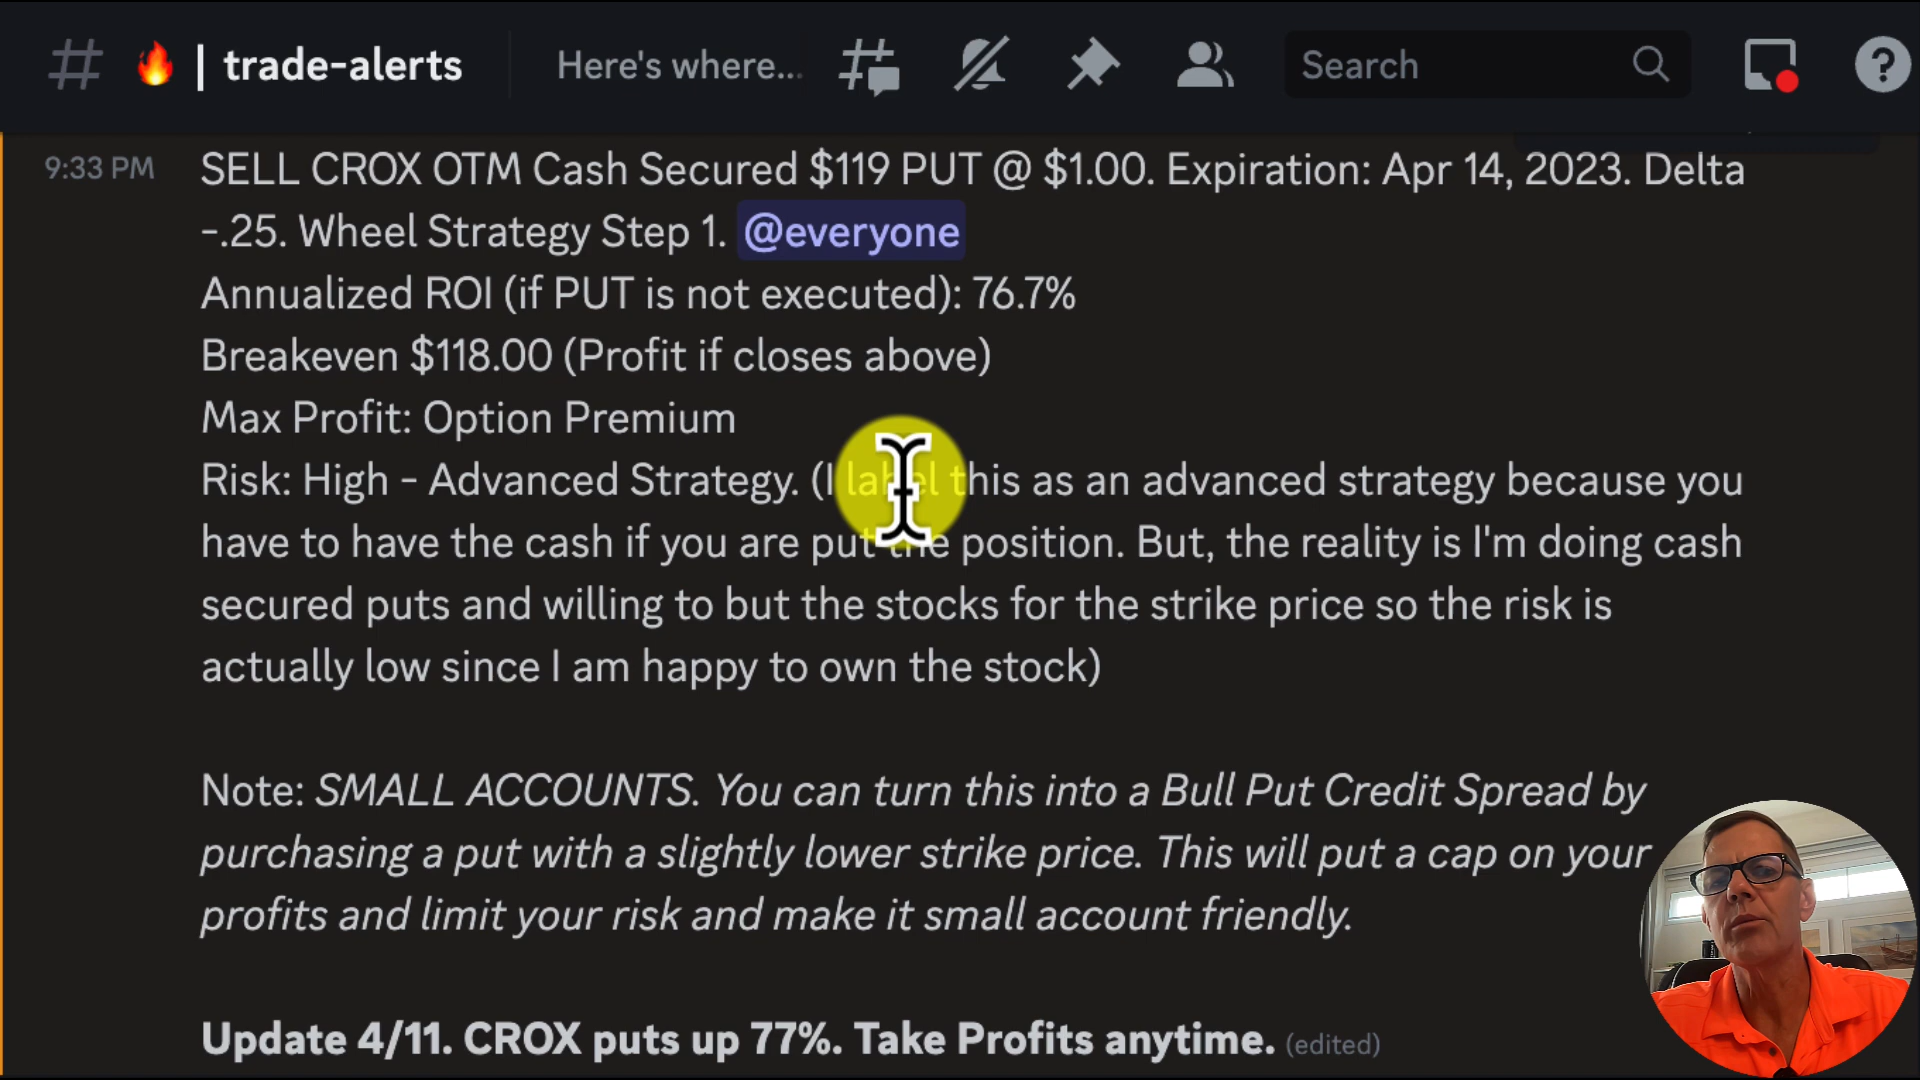 | trade-alerts
Here's where...
Search
9:33 PM
SELL CROX OTM Cash Secured $119 PUT @ $1.00. Expiration: Apr 14, 2023. Delta
-.25. Wheel Strategy Step 1. @everyone
Annualized ROI (if PUT is not executed): 76.7%
Breakeven $118.00 (Profit if closes above)
Max Profit: Option Premium
Risk: High - Advanced Strategy. (I label this as an advanced strategy because you
have to have the cash if you are put the position. But, the reality is I'm doing cash
secured puts and willing to but the stocks for the strike price so the risk is
actually low since I am happy to own the stock)
Note: SMALL ACCOUNTS. You can turn this into a Bull Put Credit Spread by
purchasing a put with a slightly lower strike price. This will put a cap on your
profits and limit your risk and make it small account friendly.
Update 4/11. CROX puts up 77%. Take Profits anytime. (edited)